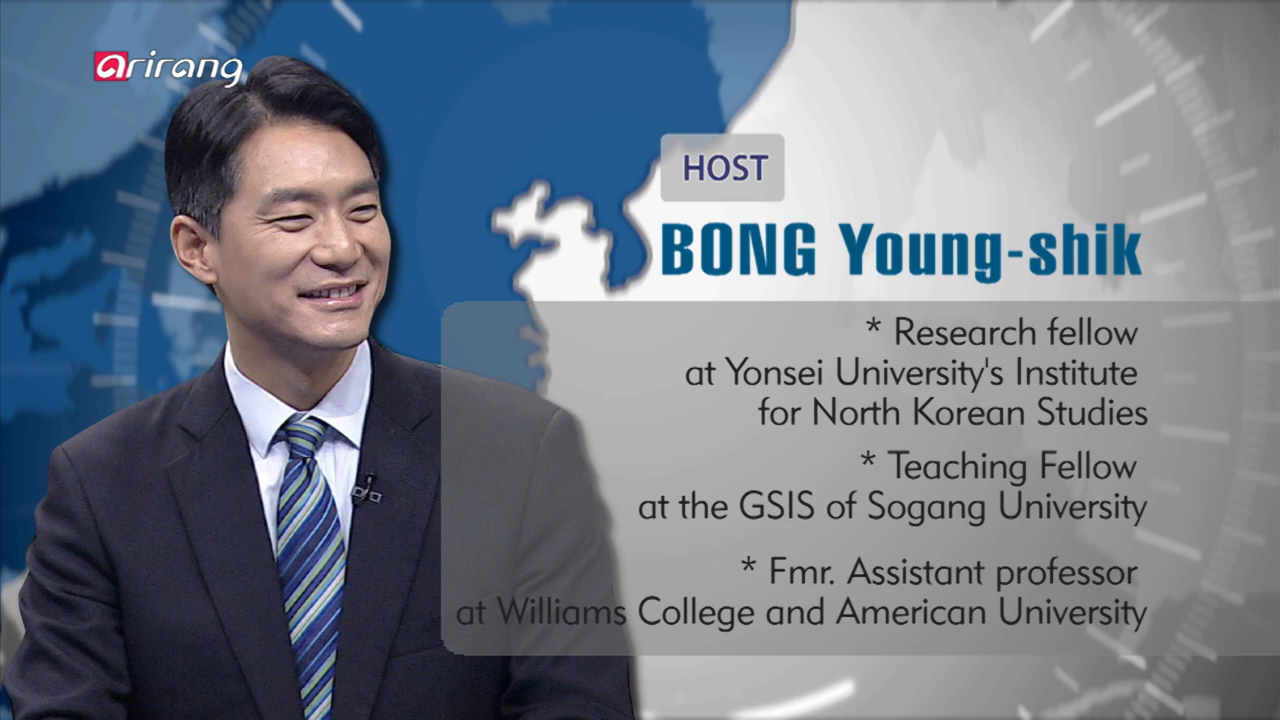 arirang
HOST
BONG Young-shik
* Research fellow
at Yonsei University's Institute
for North Korean Studies
* Teaching Fellow
at the GSIS of Sogang University
* Fmr. Assistant professor
at Williams College and American University